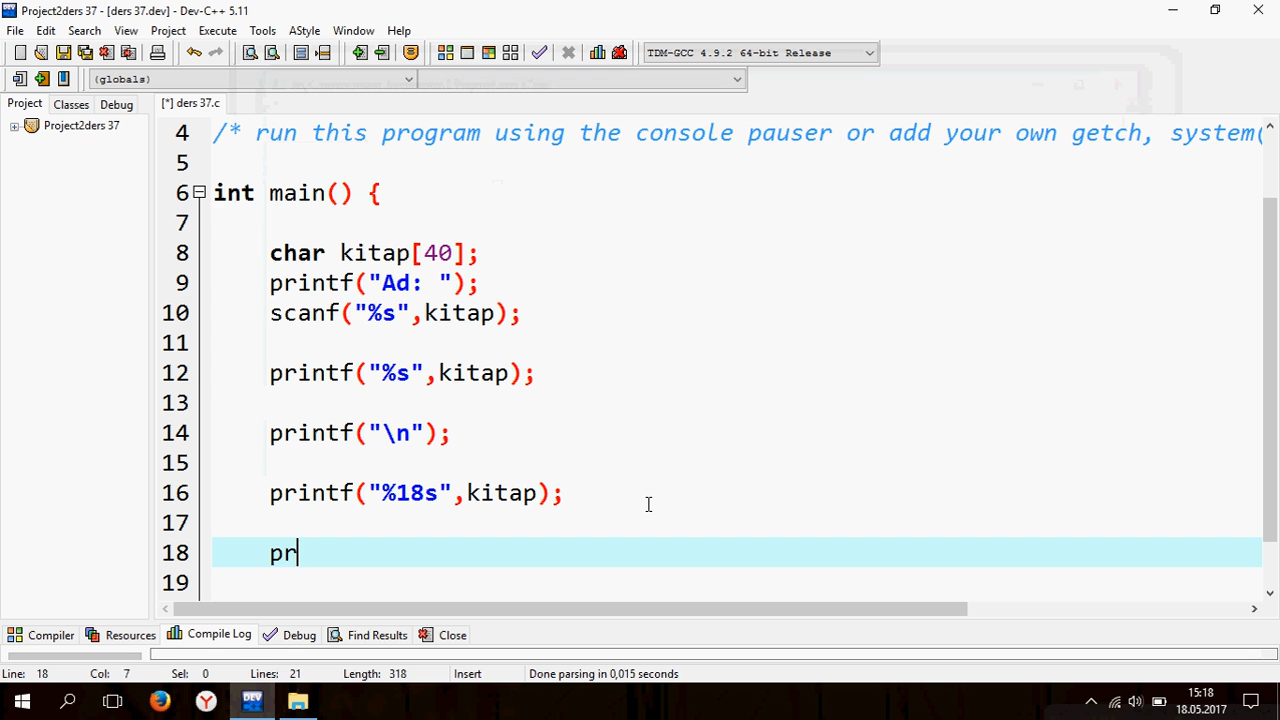 Project2ders 37 - [ders 37.dev] - Dev-C++ 5.11
File Edit Search View Project Execute Tools AStyle Window Help
TDM-GCC 4.9.2 64-bit Release
(globals)
Project Classes Debug [*] ders 37.c
Project2ders 37
4 /* run this program using the console pauser or add your own getch, system(
5
6 int main() {
7
8 char kitap[40];
9 printf("Ad: ");
10 scanf("%s",kitap);
11
12 printf("%s",kitap);
13
14 printf("\n");
15
16 printf("%18s",kitap);
17
18 pr
19
Compiler Resources Compile Log Debug Find Results Close
Line: 18 Col: 7 Sel: 0 Lines: 21 Length: 318 Insert Done parsing in 0,015 seconds
DEV
15:18
18.05.2017